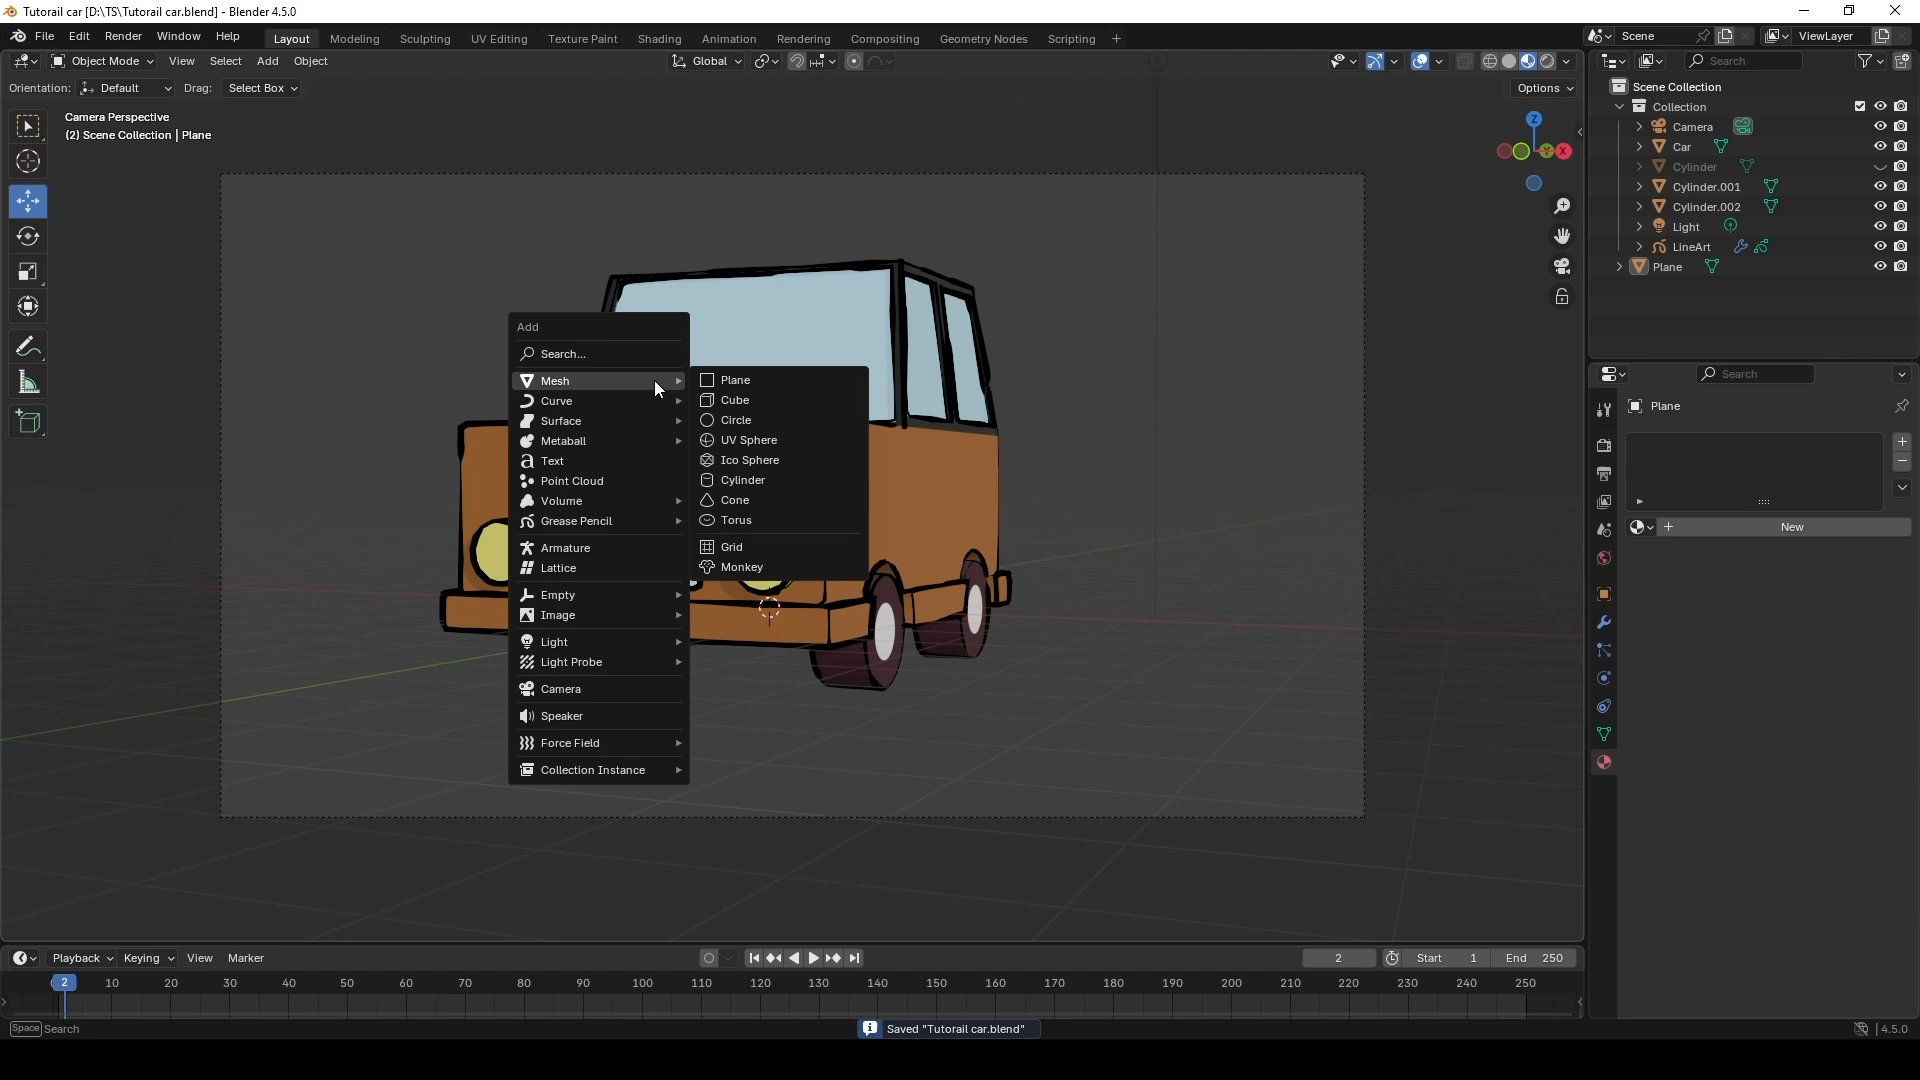 Tutorail car [D:\TS\Tutorail car.blend] - Blender 4.5.0
File Edit Render Window Help Layout Modeling Sculpting UV Editing Texture Paint Shading Animation Rendering Compositing Geometry Nodes Scripting + Scene ViewLayer
Object Mode View Select Add Object Global Search
Orientation: Default Drag: Select Box Options
Camera Perspective
(2) Scene Collection | Plane
Z
Y
X
Scene Collection
Collection
Camera
Car
Cylinder
Cylinder.001
Cylinder.002
Light
LineArt
Plane
Add
Search...
Mesh
Curve
Surface
Metaball
Text
Point Cloud
Volume
Grease Pencil
Armature
Lattice
Empty
Image
Light
Light Probe
Camera
Speaker
Force Field
Collection Instance
Plane
Cube
Circle
UV Sphere
Ico Sphere
Cylinder
Cone
Torus
Grid
Monkey
Search
Plane
New
Playback Keying View Marker 2 Start 1 End 250
2 10 20 30 40 50 60 70 80 90 100 110 120 130 140 150 160 170 180 190 200 210 220 230 240 250
Space Search Saved "Tutorail car.blend" 4.5.0